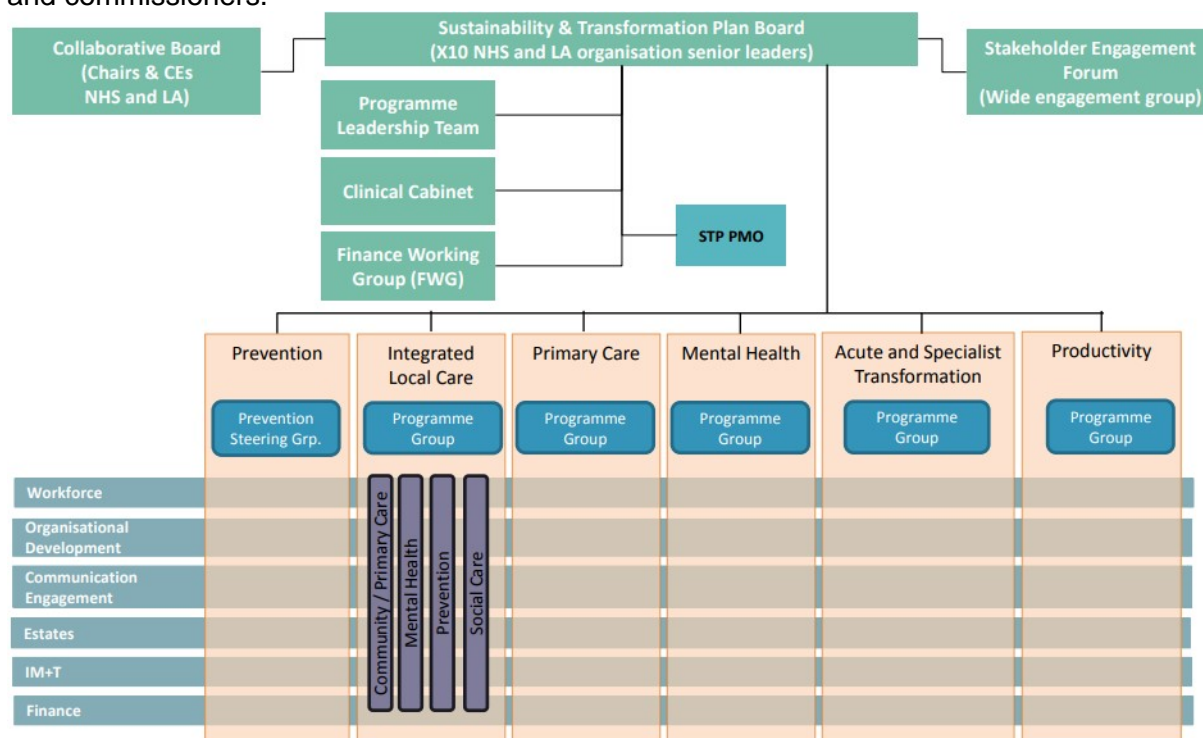 and commissioners.
Collaborative Board
(Chairs & CEs
NHS and LA)
Sustainability & Transformation Plan Board
(X10 NHS and LA organisation senior leaders)
Stakeholder Engagement
Forum
(Wide engagement group)
Programme
Leadership Team
Clinical Cabinet
STP PMO
Finance Working
Group (FWG)
Prevention
Integrated
Local Care
Primary Care
Mental Health
Acute and Specialist
Transformation
Productivity
Prevention
Steering Grp.
Programme
Group
Programme
Group
Programme
Group
Programme
Group
Programme
Group
Workforce
Organisational
Development
Communication
Engagement
Estates
IM+T
Finance
Community / Primary Care
Mental Health
Prevention
Social Care